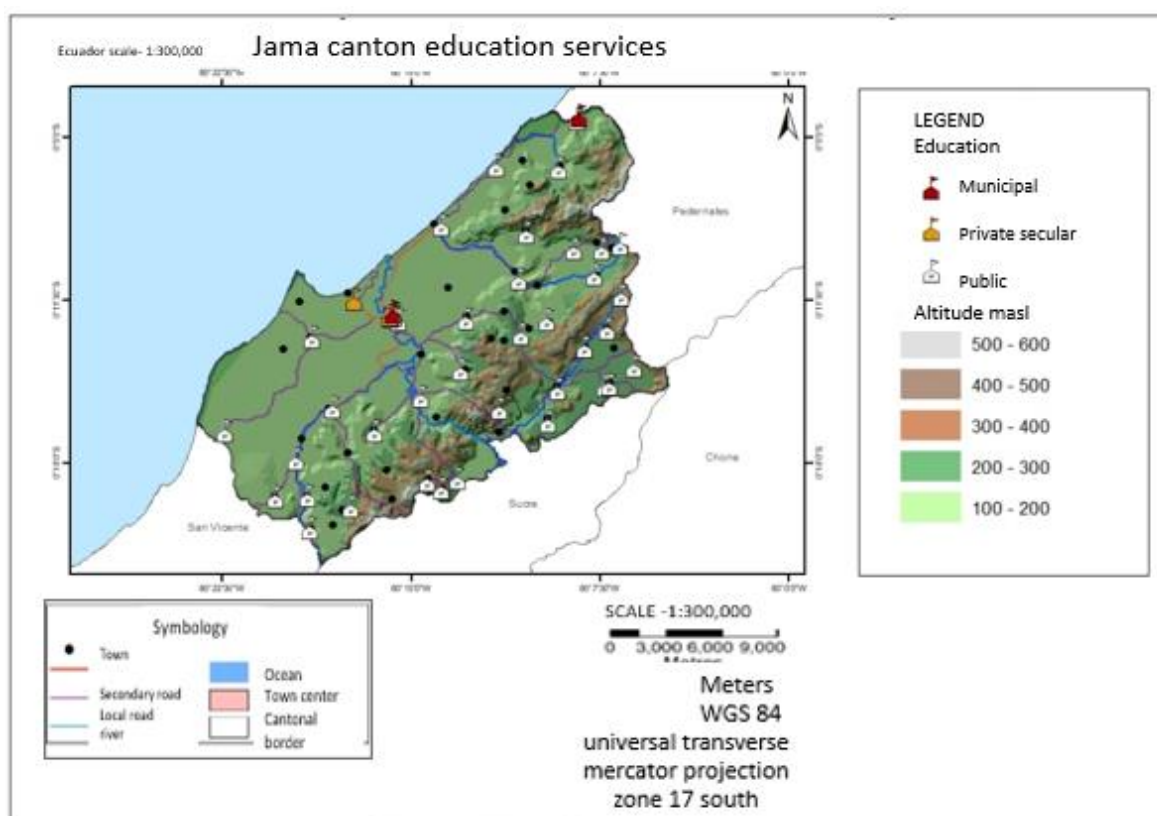 Ecuador scale- 1:300,000
Jama canton education services
N
Pedernales
Chone
Sucre
San Vicente
LEGEND
Education
Municipal
Private secular
Public
Altitude masl
500 - 600
400 - 500
300 - 400
200 - 300
100 - 200
Symbology
Town
Secondary road
Local road
river
Ocean
Town center
Cantonal
border
SCALE -1:300,000
0 3,000 6,000 9,000
Meters
WGS 84
universal transverse
mercator projection
zone 17 south